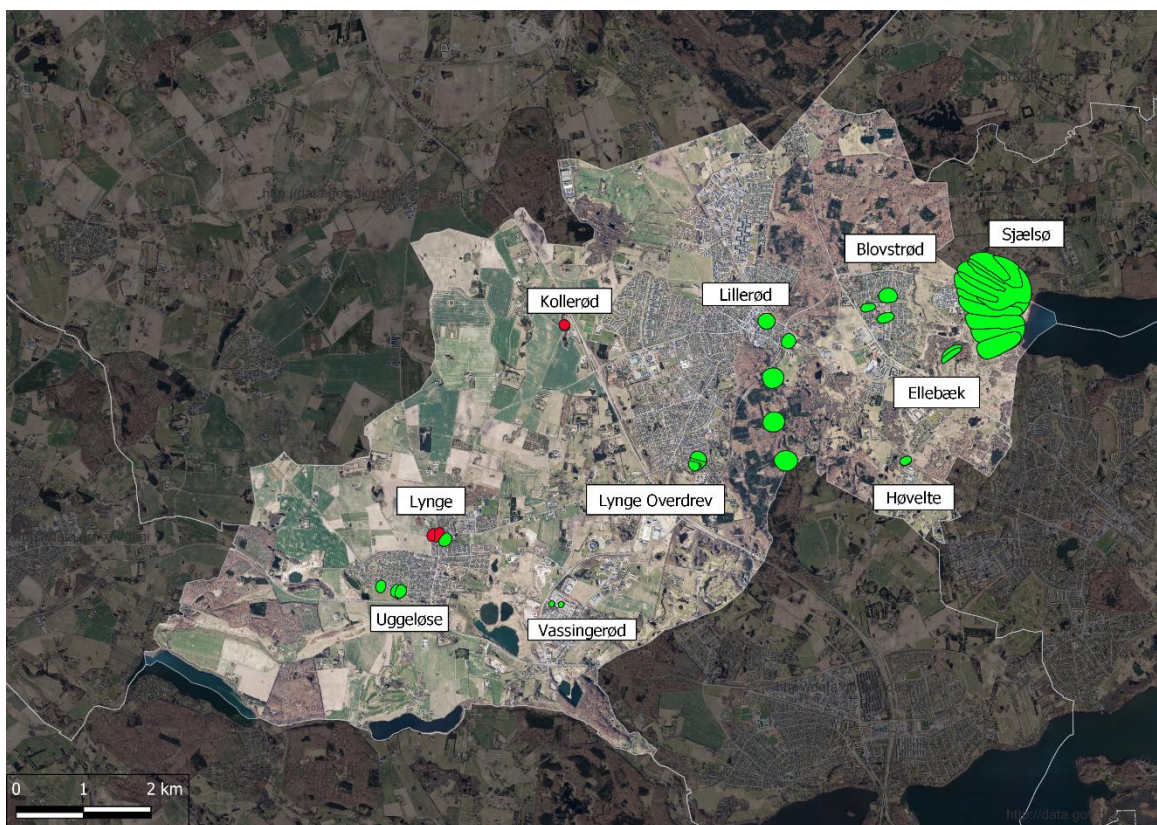 Sjælsø
Blovstrød
Kollerød
Lillerød
Ellebæk
Lynge
Lynge Overdrev
Høvelte
Uggeløse
Vassingerød
0 1 2 km